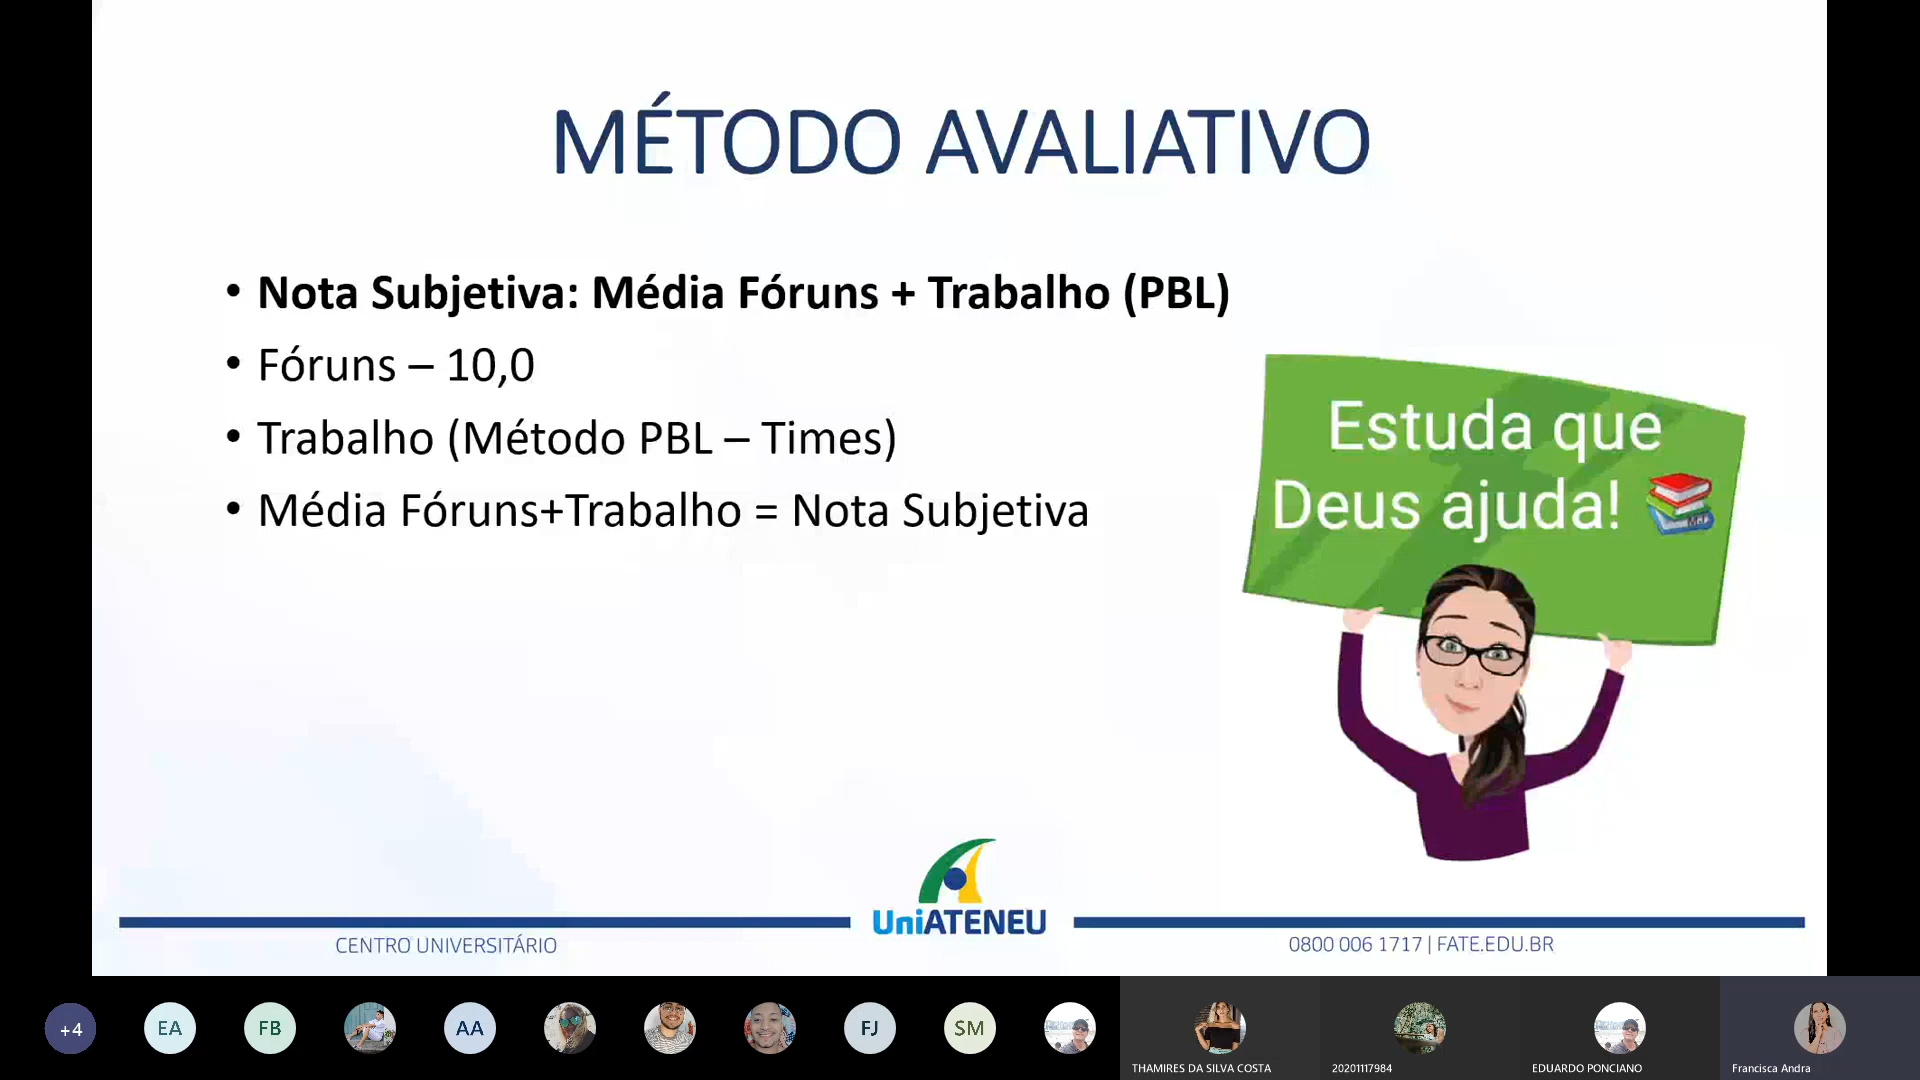 MÉTODO AVALIATIVO
• Nota Subjetiva: Média Fóruns + Trabalho (PBL)
• Fóruns – 10,0
• Trabalho (Método PBL – Times)
• Média Fóruns+Trabalho = Nota Subjetiva
Estuda que
Deus ajuda!
UniATENEU
CENTRO UNIVERSITÁRIO
0800 006 1717 | FATE.EDU.BR
+4
EA
FB
AA
FJ
SM
THAMIRES DA SILVA COSTA
20201117984
EDUARDO PONCIANO
Francisca Andra